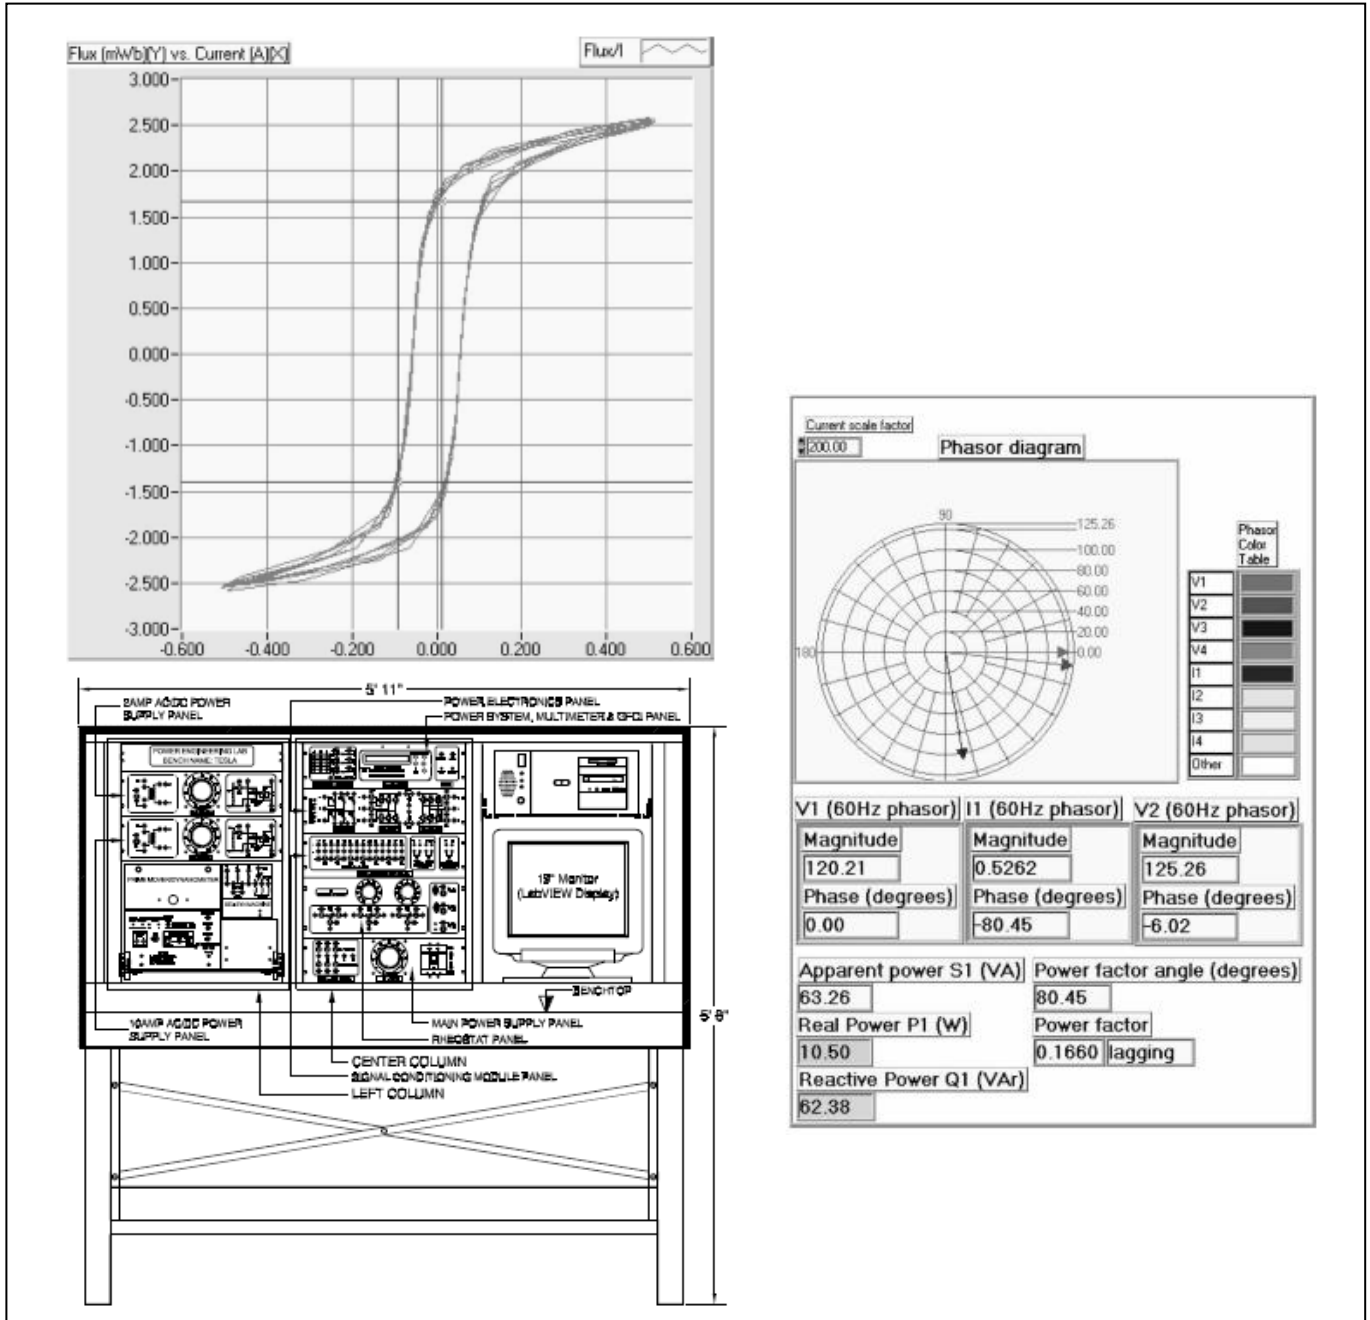 Flux (mWb)(Y) vs. Current (A)(X)
Flux/I
3.000
2.500
2.000
1.500
1.000
0.500
0.000
-0.500
-1.000
-1.500
-2.000
-2.500
-3.000
-0.600 -0.400 -0.200 0.000 0.200 0.400 0.600
5' 11"
2AMP AC/DC POWER
SUPPLY PANEL
POWER ELECTRONICS PANEL
POWER SYSTEM, MULTIMETER & GFCI PANEL
POWER ENGINEERING LAB
BENCH NAME: TESLA
PRIME MOVER/DYNAMOMETER
19" Monitor
(LabVIEW Display)
BENCHTOP
5' 8"
10AMP AC/DC POWER
SUPPLY PANEL
MAIN POWER SUPPLY PANEL
RHEOSTAT PANEL
CENTER COLUMN
SIGNAL CONDITIONING MODULE PANEL
LEFT COLUMN
Current scale factor
200.00
Phasor diagram
90
125.26
100.00
80.00
60.00
40.00
20.00
180
0.00
Phasor
Color
Table
V1
V2
V3
V4
I1
I2
I3
I4
Other
V1 (60Hz phasor) I1 (60Hz phasor) V2 (60Hz phasor)
Magnitude Magnitude Magnitude
120.21 0.5262 125.26
Phase (degrees) Phase (degrees) Phase (degrees)
0.00 -80.45 -6.02
Apparent power S1 (VA) Power factor angle (degrees)
63.26 80.45
Real Power P1 (W) Power factor
10.50 0.1660 lagging
Reactive Power Q1 (VAr)
62.38